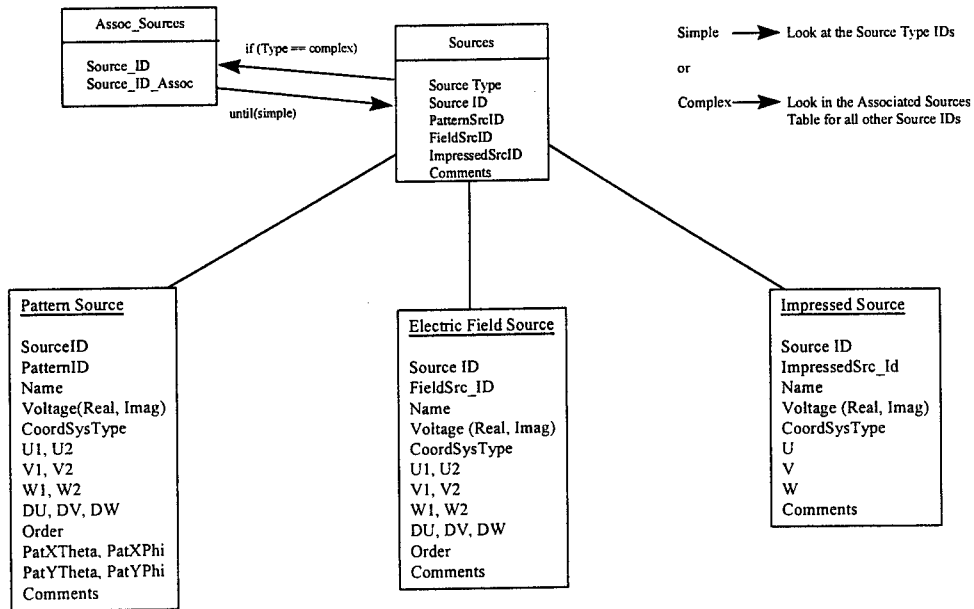 Assoc_Sources
Source_ID
Source_ID_Assoc
if (Type == complex)
until(simple)
Sources
Source Type
Source ID
PatternSrcID
FieldSrcID
ImpressedSrcID
Comments
Simple Look at the Source Type IDs
or
Complex Look in the Associated Sources
Table for all other Source IDs
Pattern Source
SourceID
PatternID
Name
Voltage(Real, Imag)
CoordSysType
U1, U2
V1, V2
W1, W2
DU, DV, DW
Order
PatXTheta, PatXPhi
PatYTheta, PatYPhi
Comments
Electric Field Source
Source ID
FieldSrc_ID
Name
Voltage (Real, Imag)
CoordSysType
U1, U2
V1, V2
W1, W2
DU, DV, DW
Order
Comments
Impressed Source
Source ID
ImpressedSrc_Id
Name
Voltage (Real, Imag)
CoordSysType
U
V
W
Comments